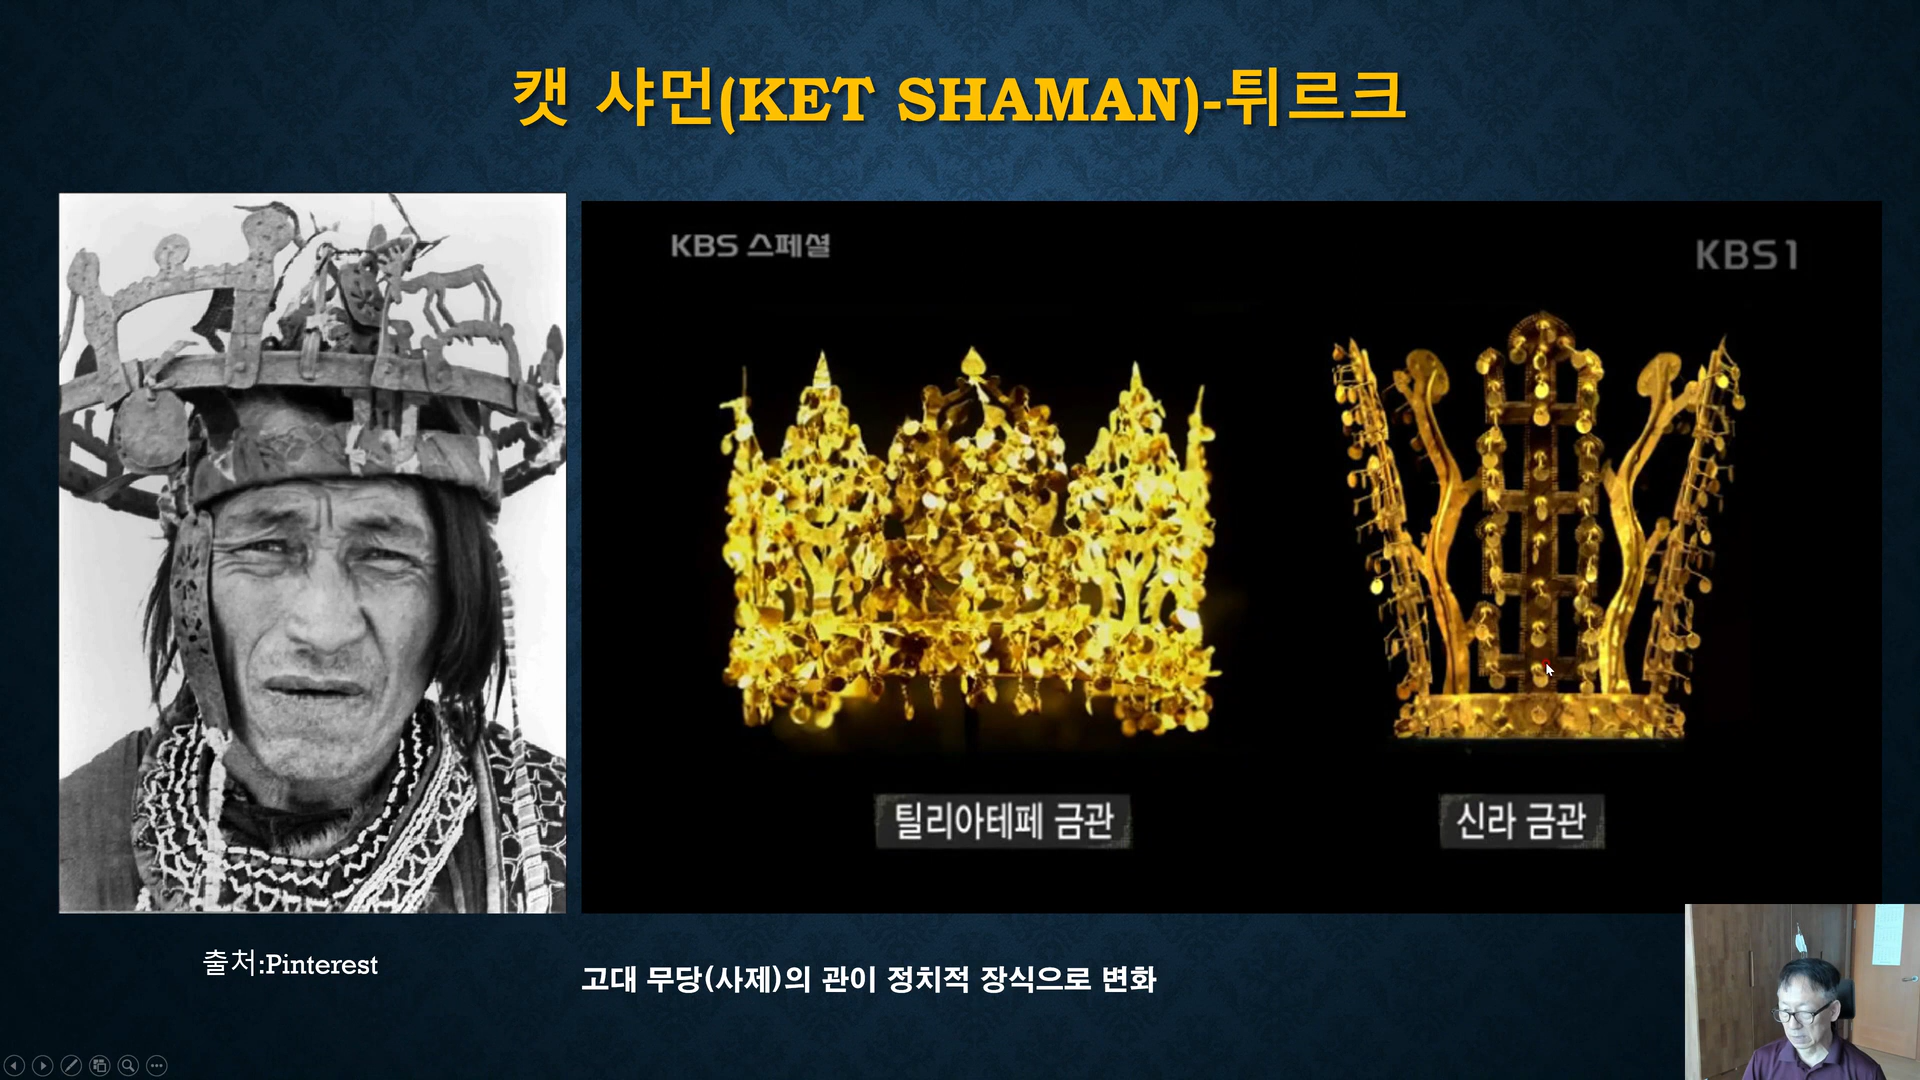 캣 샤먼(KET SHAMAN)-튀르크
KBS 스페셜
KBS1
틸리아테페 금관
신라 금관
출처:Pinterest
고대 무당(사제)의 관이 정치적 장식으로 변화